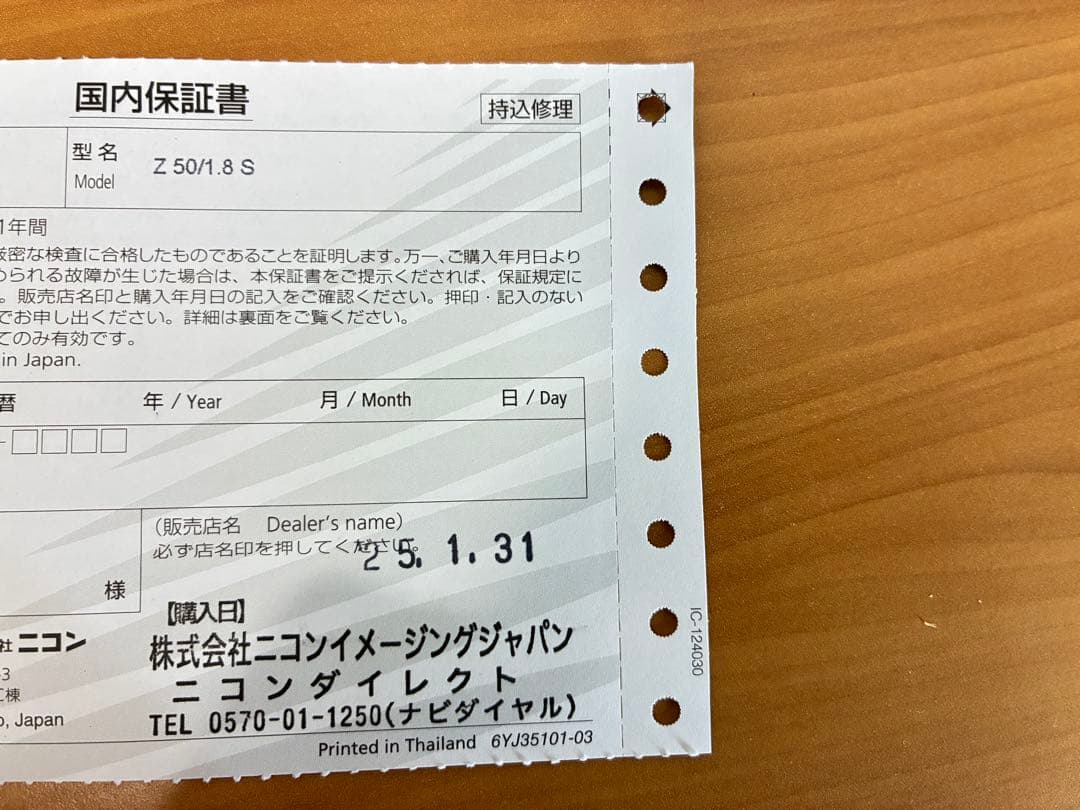 国内保証書
持込修理
型名
Model
Z 50/1.8 S
1年間
厳密な検査に合格したものであることを証明します。万一、ご購入年月日より
められる故障が生じた場合は、本保証書をご提示くだされば、保証規定に
。販売店名印と購入年月日の記入をご確認ください。押印・記入のない
でお申し出ください。詳細は裏面をご覧ください。
てのみ有効です。
in Japan.
暦 年 / Year 月 / Month 日 / Day
(販売店名 Dealer's name)
必ず店名印を押してください。
25. 1. 31
様
【購入日】
株式会社ニコンイメージングジャパン
ニコンダイレクト
TEL 0570-01-1250(ナビダイヤル)
社 ニコン
-3
C棟
o, Japan
Printed in Thailand 6YJ35101-03
IC-124030